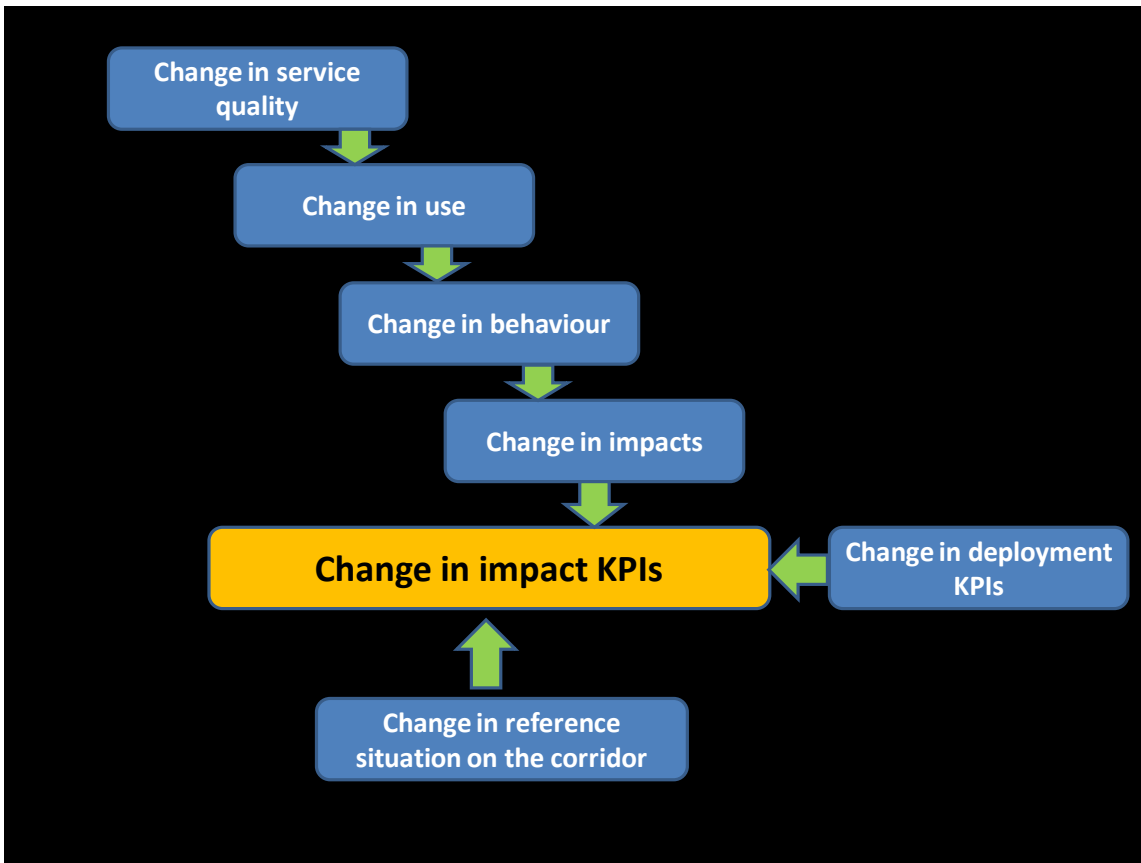 Change in service
quality
Change in use
Change in behaviour
Change in impacts
Change in impact KPIs
Change in deployment
KPIs
Change in reference
situation on the corridor